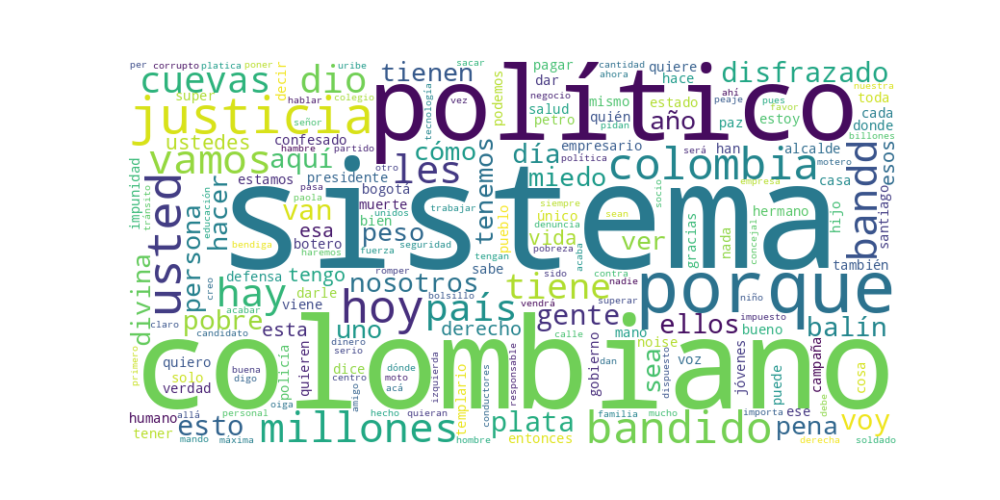 per corrupto platica poner uribe sacar cantidad ahora ahí nuestra
cuevas dio tienen político pagar quiere hace disfrazado
super decir hablar colegio tecnología vez podemos dar negocio mismo estado peaje pues favor toda
justicia señor salud petro quién año estoy billones cada
ustedes confesado cómo empresario paz han alcalde donde
vamos aquí hambre partido les día será motero
impunidad estamos presidente otro política miedo colombia casa esos
tránsito educación pasa bogotá tenemos siempre socio empresa santiago
usted persona hacer paola muerte unidos trabajar sistema sean único hermano hijo bandd
van bien pueblo denuncia gracias concejal
esa botero peso fuerza seguridad vida ver nada
bendiga haremos tengan pobreza acaba también
divina creo defensa tengo nosotros romper sabe tiene sido contra nadie porque
hay viene darle bolsillo superar vendrá niño
acabar hoy país gente mano impuesto
claro pobre esta uno derecho ellos bueno balín
candidato dinero serio calle noise
primero quiero buena policía quieren dice dónde colombiano dan gobierno sea voz jóvenes campaña cosa
solo digo centro moto izquierda conductores responsable dispuesto puede
verdad amigo acá templario importa debe
humano allá personal oiga hecho quieran familia mucho ese
esto millones plata bandido pena voy
tener mando máxima hombre entonces derecha soldado